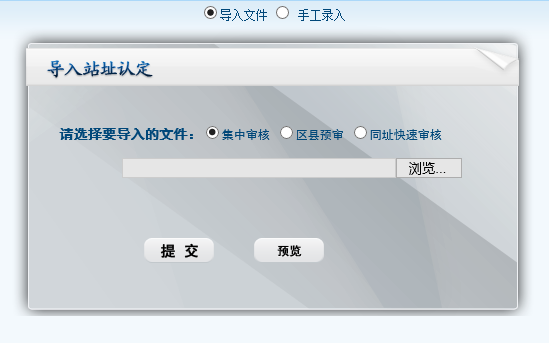 导入文件 手工录入
导入站址认定
请选择要导入的文件： 集中审核 区县预审 同址快速审核
浏览...
提 交 预览